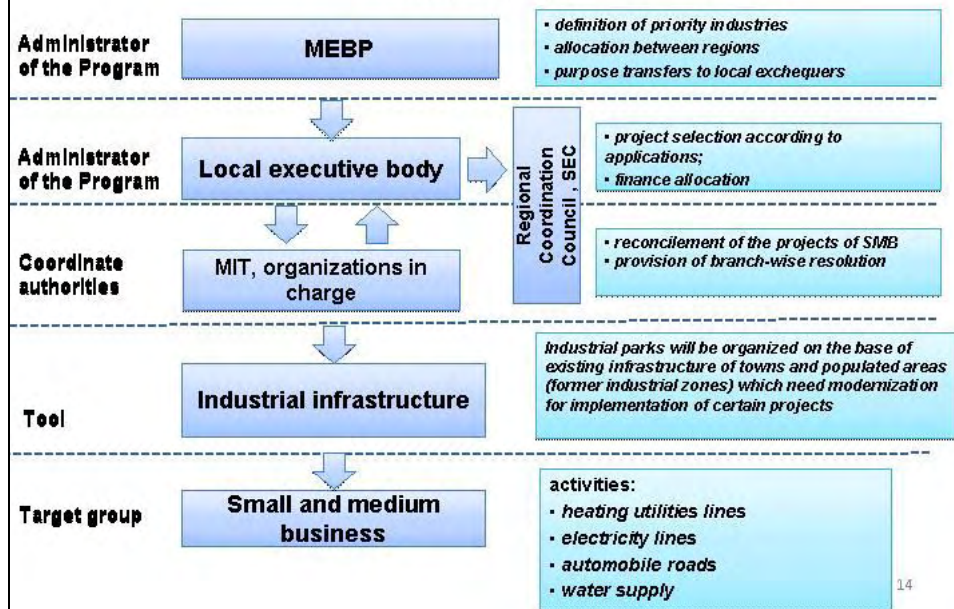 Administrator
of the Program
MEBP
▪ definition of priority industries
▪ allocation between regions
▪ purpose transfers to local exchequers
Administrator
of the Program
Local executive body
Regional
Coordination
Council , SEC
▪ project selection according to
applications;
▪ finance allocation
Coordinate
authorities
MIT, organizations in
charge
▪ reconcilement of the projects of SMB
▪ provision of branch-wise resolution
Tool
Industrial infrastructure
Industrial parks will be organized on the base of
existing infrastructure of towns and populated areas
(former industrial zones) which need modernization
for implementation of certain projects
Target group
Small and medium
business
activities:
▪ heating utilities lines
▪ electricity lines
▪ automobile roads
▪ water supply
14